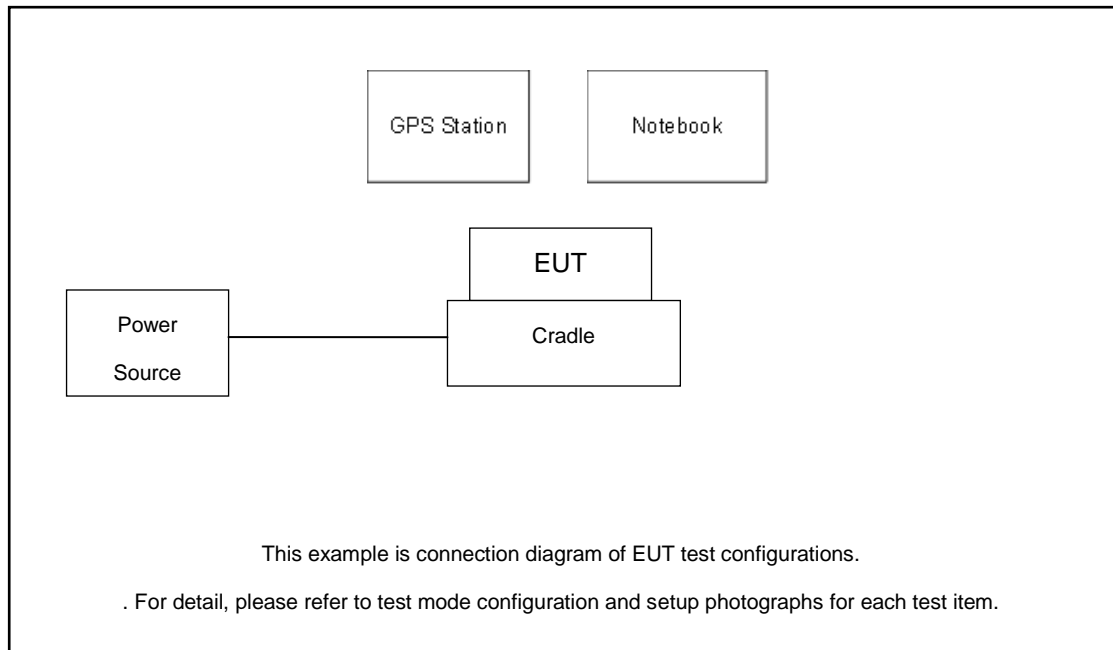 GPS Station
Notebook
EUT
Power
Source
Cradle
This example is connection diagram of EUT test configurations.
. For detail, please refer to test mode configuration and setup photographs for each test item.